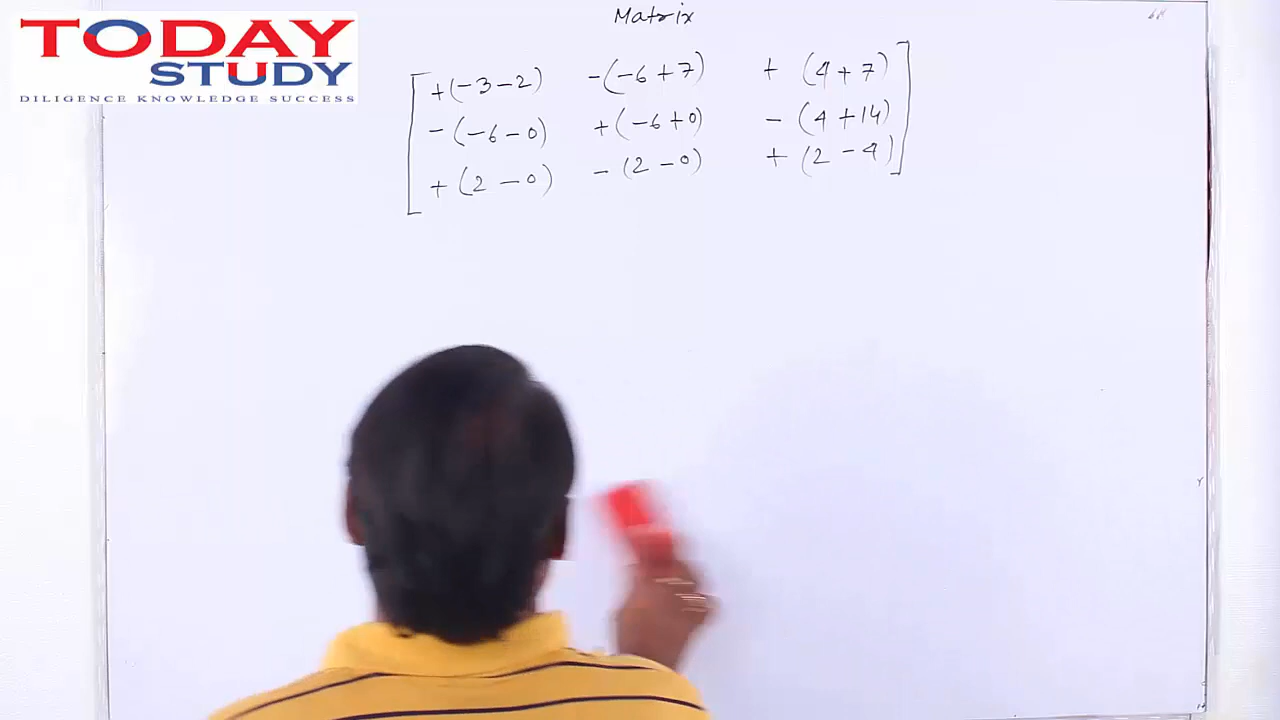 TODAY
STUDY
DILIGENCE KNOWLEDGE SUCCESS
Matrix
+(-3-2) -(-6+7) + (4+7)
-(-6-0) +(-6+0) - (4+14)
+ (2-0) - (2-0) + (2-4)